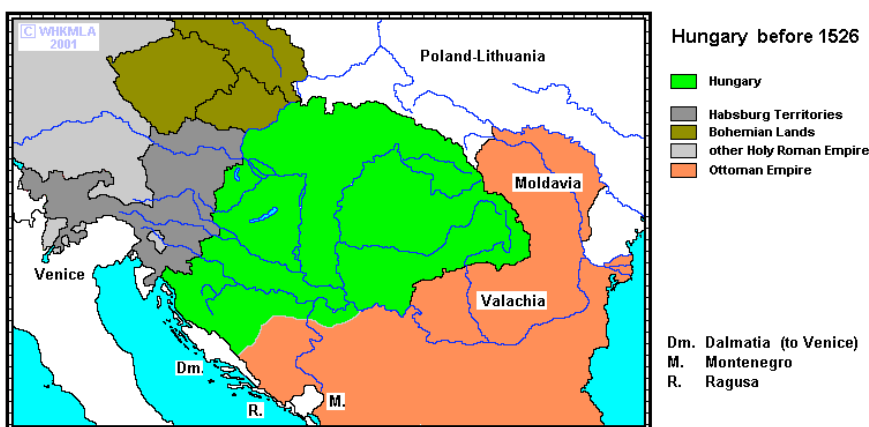 © WHKMLA
2001
Poland-Lithuania
Moldavia
Venice
Valachia
Dm.
R.
M.
Hungary before 1526
Hungary
Habsburg Territories
Bohemian Lands
other Holy Roman Empire
Ottoman Empire
Dm. Dalmatia (to Venice)
M. Montenegro
R. Ragusa